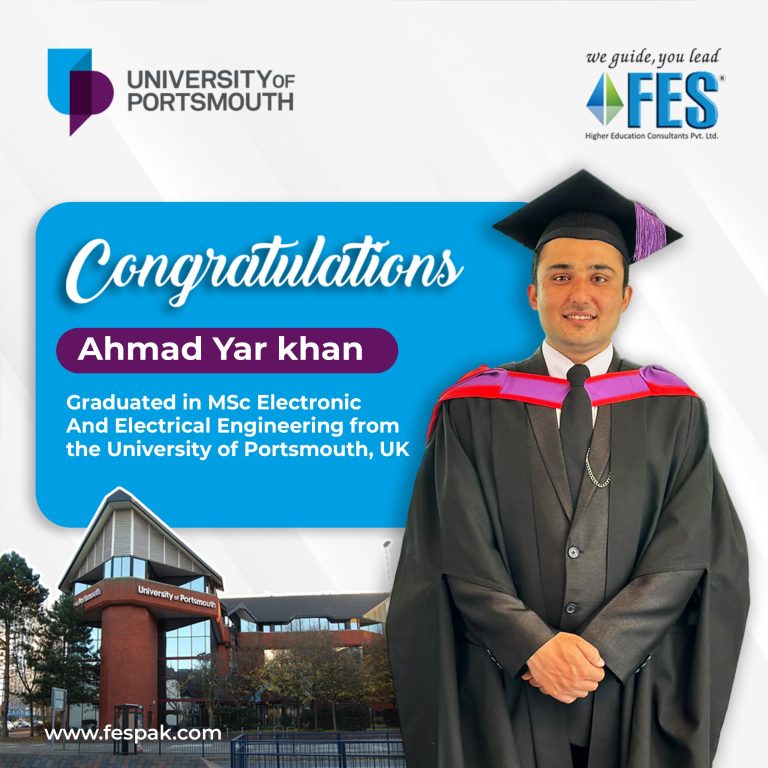 UNIVERSITY OF
PORTSMOUTH
we guide, you lead
FES®
Higher Education Consultants Pvt. Ltd.
Congratulations
Ahmad Yar khan
Graduated in MSc Electronic
And Electrical Engineering from
the University of Portsmouth, UK
University of Portsmouth
www.fespak.com